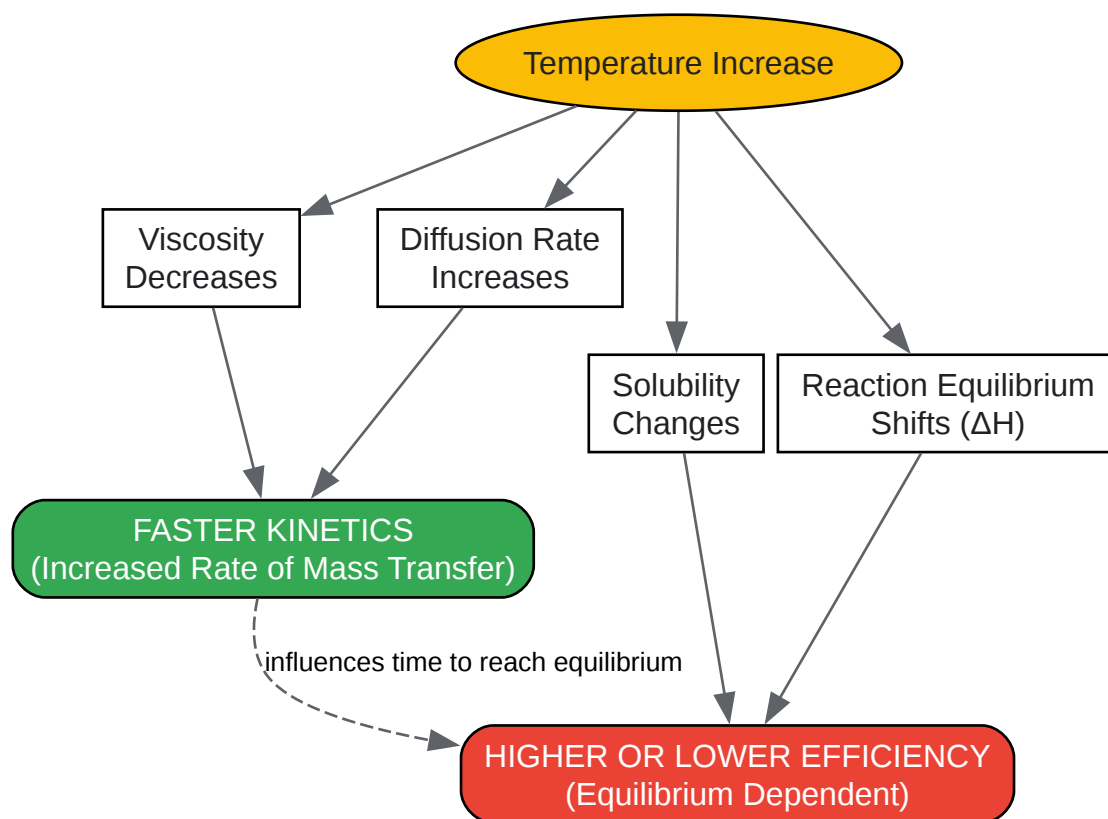 Temperature Increase
Viscosity
Decreases
Diffusion Rate
Increases
Solubility
Changes
Reaction Equilibrium
Shifts (ΔH)
FASTER KINETICS
(Increased Rate of Mass Transfer)
influences time to reach equilibrium
HIGHER OR LOWER EFFICIENCY
(Equilibrium Dependent)